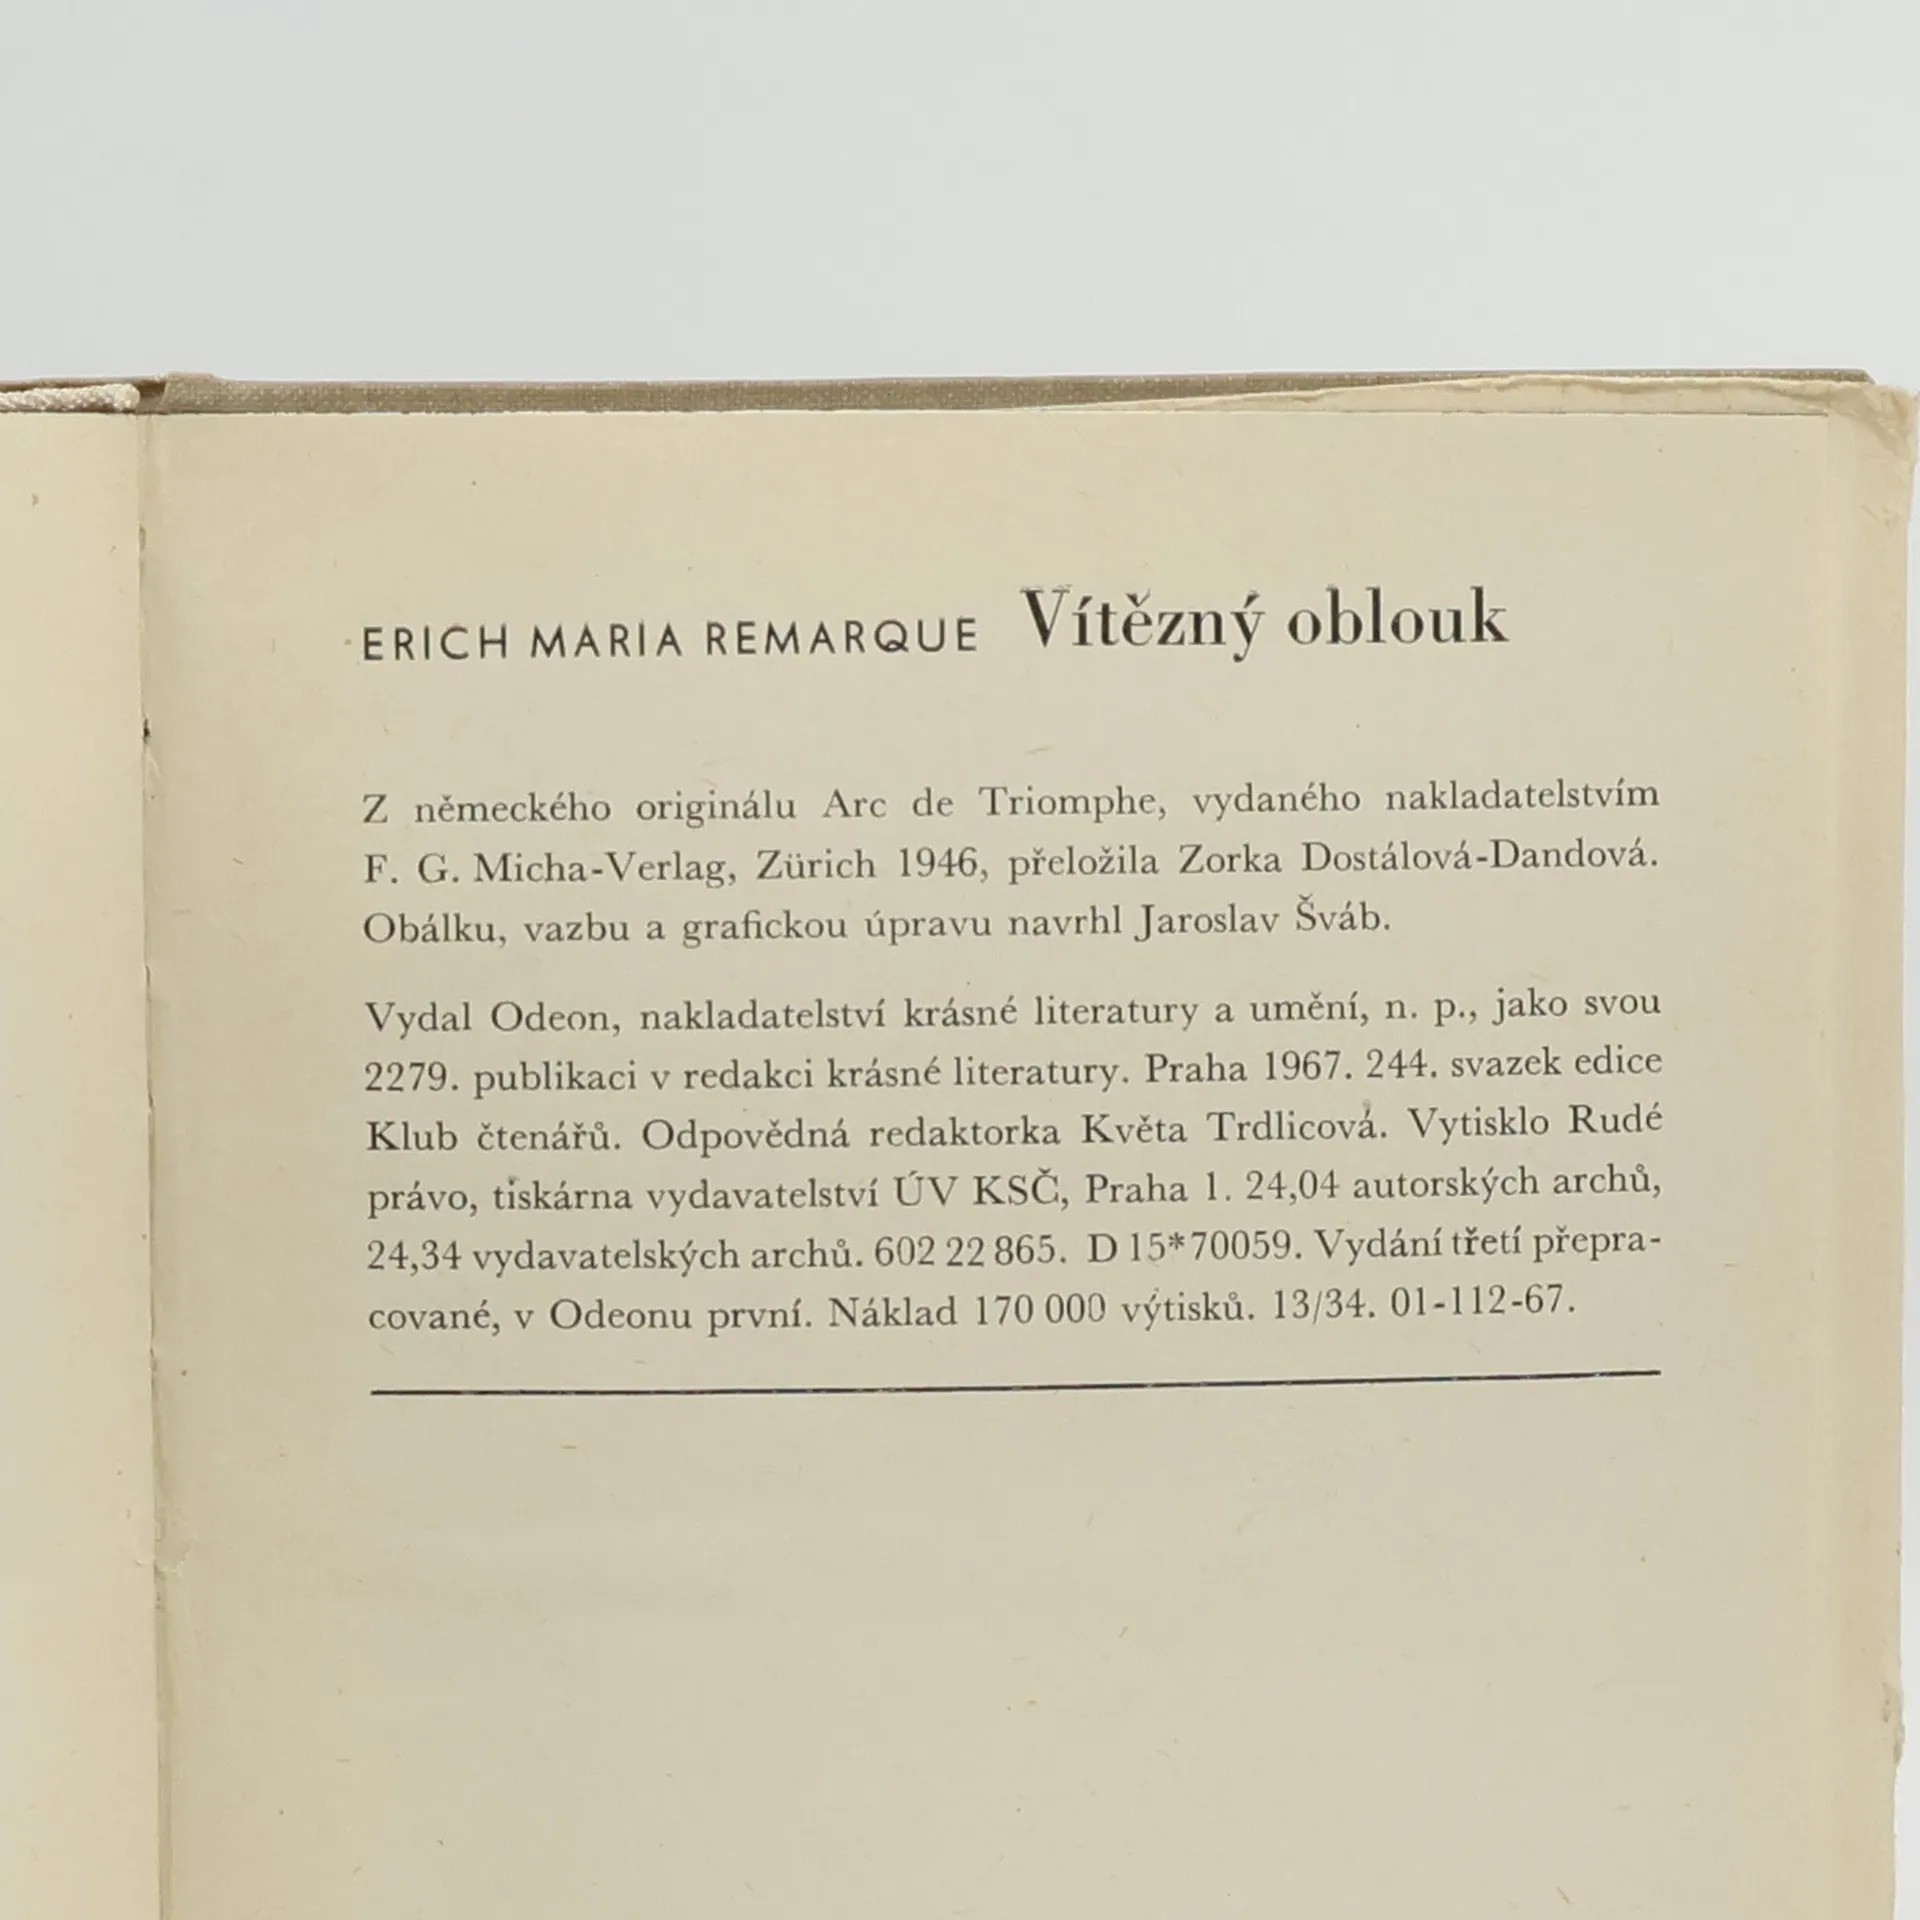 ERICH MARIA REMARQUE Vítězný oblouk
Z německého originálu Arc de Triomphe, vydaného nakladatelstvím
F. G. Micha-Verlag, Zürich 1946, přeložila Zorka Dostálová-Dandová.
Obálku, vazbu a grafickou úpravu navrhl Jaroslav Šváb.
Vydal Odeon, nakladatelství krásné literatury a umění, n. p., jako svou
2279. publikaci v redakci krásné literatury. Praha 1967. 244. svazek edice
Klub čtenářů. Odpovědná redaktorka Květa Trdlicová. Vytisklo Rudé
právo, tiskárna vydavatelství ÚV KSČ, Praha 1. 24,04 autorských archů,
24,34 vydavatelských archů. 602 22 865. D 15*70059. Vydání třetí přepra-
cované, v Odeonu první. Náklad 170 000 výtisků. 13/34. 01-112-67.